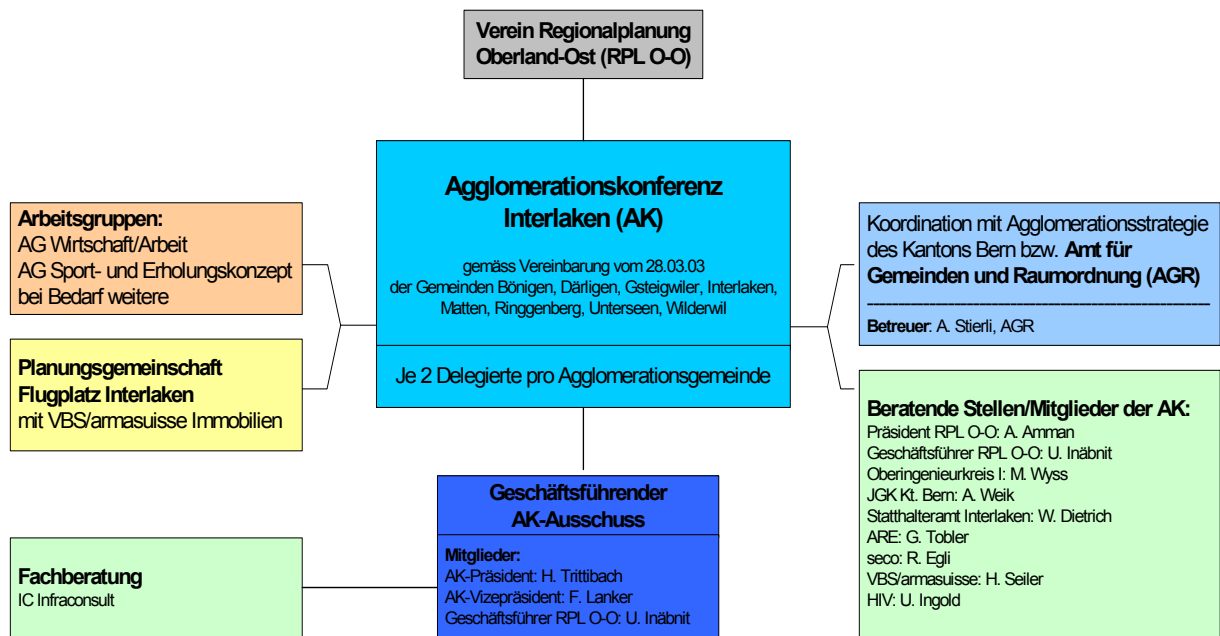 Verein Regionalplanung
Oberland-Ost (RPL O-O)
Agglomerationskonferenz
Interlaken (AK)
gemäss Vereinbarung vom 28.03.03
der Gemeinden Bönigen, Därligen, Gsteigwiler, Interlaken,
Matten, Ringgenberg, Unterseen, Wilderwil
Je 2 Delegierte pro Agglomerationsgemeinde
Arbeitsgruppen:
AG Wirtschaft/Arbeit
AG Sport- und Erholungskonzept
bei Bedarf weitere
Planungsgemeinschaft
Flugplatz Interlaken
mit VBS/armasuisse Immobilien
Koordination mit Agglomerationsstrategie
des Kantons Bern bzw. Amt für
Gemeinden und Raumordnung (AGR)
Betreuer: A. Stierli, AGR
Beratende Stellen/Mitglieder der AK:
Präsident RPL O-O: A. Amman
Geschäftsführer RPL O-O: U. Inäbnit
Oberingenieurkreis I: M. Wyss
JGK Kt. Bern: A. Weik
Statthalteramt Interlaken: W. Dietrich
ARE: G. Tobler
seco: R. Egli
VBS/armasuisse: H. Seiler
HIV: U. Ingold
Geschäftsführender
AK-Ausschuss
Mitglieder:
AK-Präsident: H. Trittibach
AK-Vizepräsident: F. Lanker
Geschäftsführer RPL O-O: U. Inäbnit
Fachberatung
IC Infraconsult